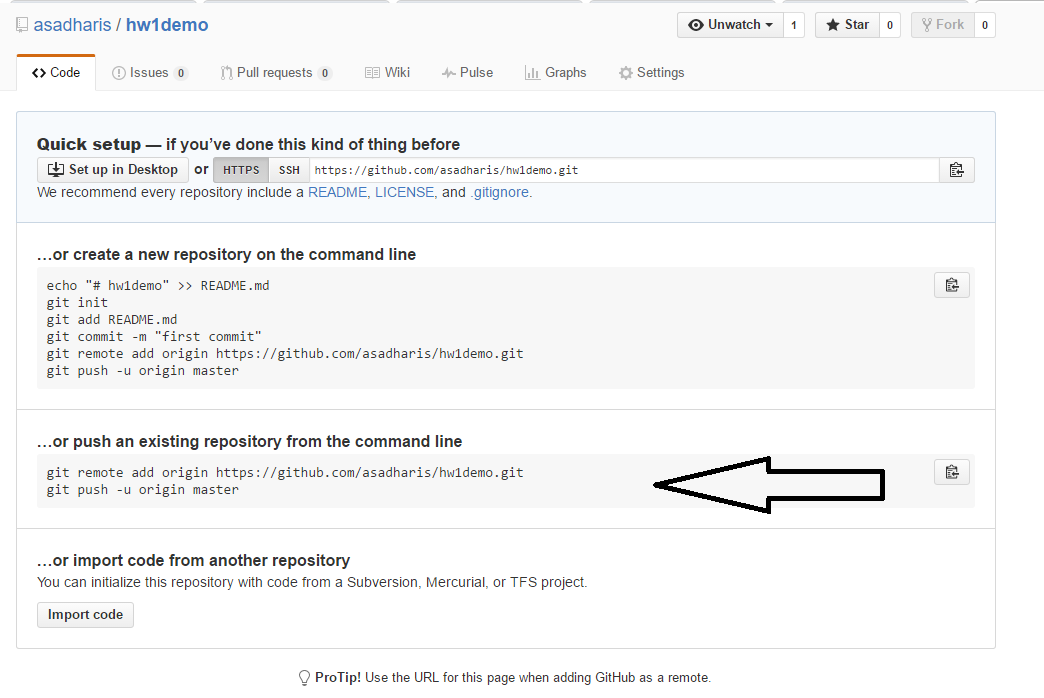 asadharis / hw1demo
Unwatch 1 Star 0 Fork 0
Code Issues 0 Pull requests 0 Wiki Pulse Graphs Settings
Quick setup — if you’ve done this kind of thing before
Set up in Desktop or HTTPS SSH https://github.com/asadharis/hw1demo.git
We recommend every repository include a README, LICENSE, and .gitignore.
…or create a new repository on the command line
echo "# hw1demo" >> README.md
git init
git add README.md
git commit -m "first commit"
git remote add origin https://github.com/asadharis/hw1demo.git
git push -u origin master
…or push an existing repository from the command line
git remote add origin https://github.com/asadharis/hw1demo.git
git push -u origin master
…or import code from another repository
You can initialize this repository with code from a Subversion, Mercurial, or TFS project.
Import code
ProTip! Use the URL for this page when adding GitHub as a remote.